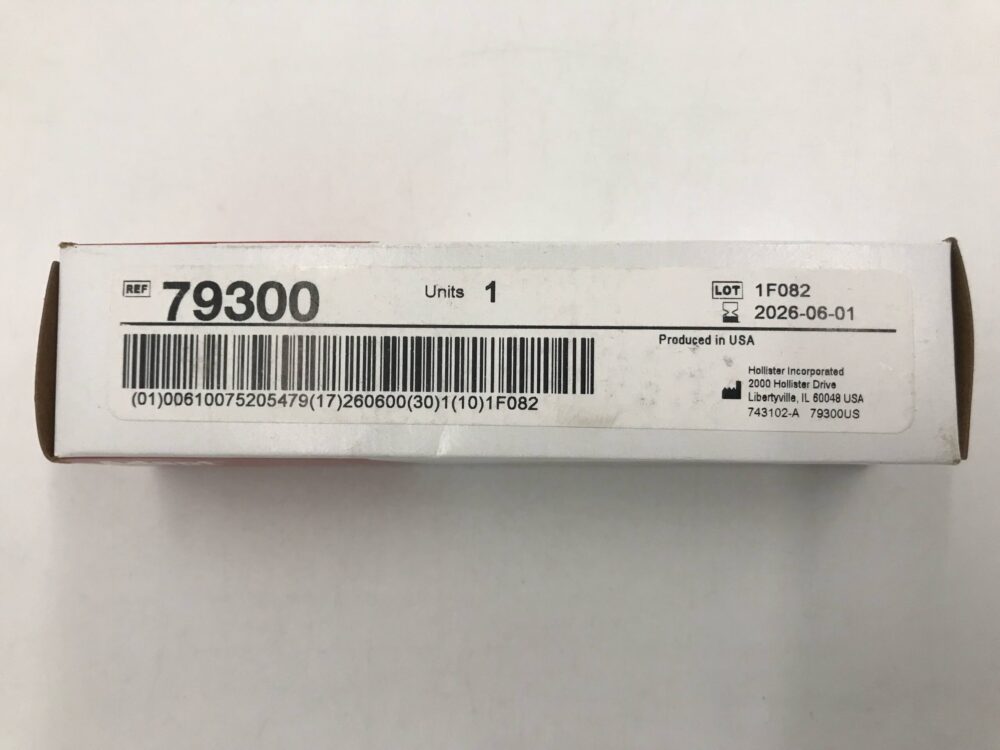 REF 79300 Units 1 LOT 1F082
2026-06-01
Produced in USA
(01)00610075205479(17)260600(30)1(10)1F082
Hollister Incorporated
2000 Hollister Drive
Libertyville, IL 60048 USA
743102-A 79300US